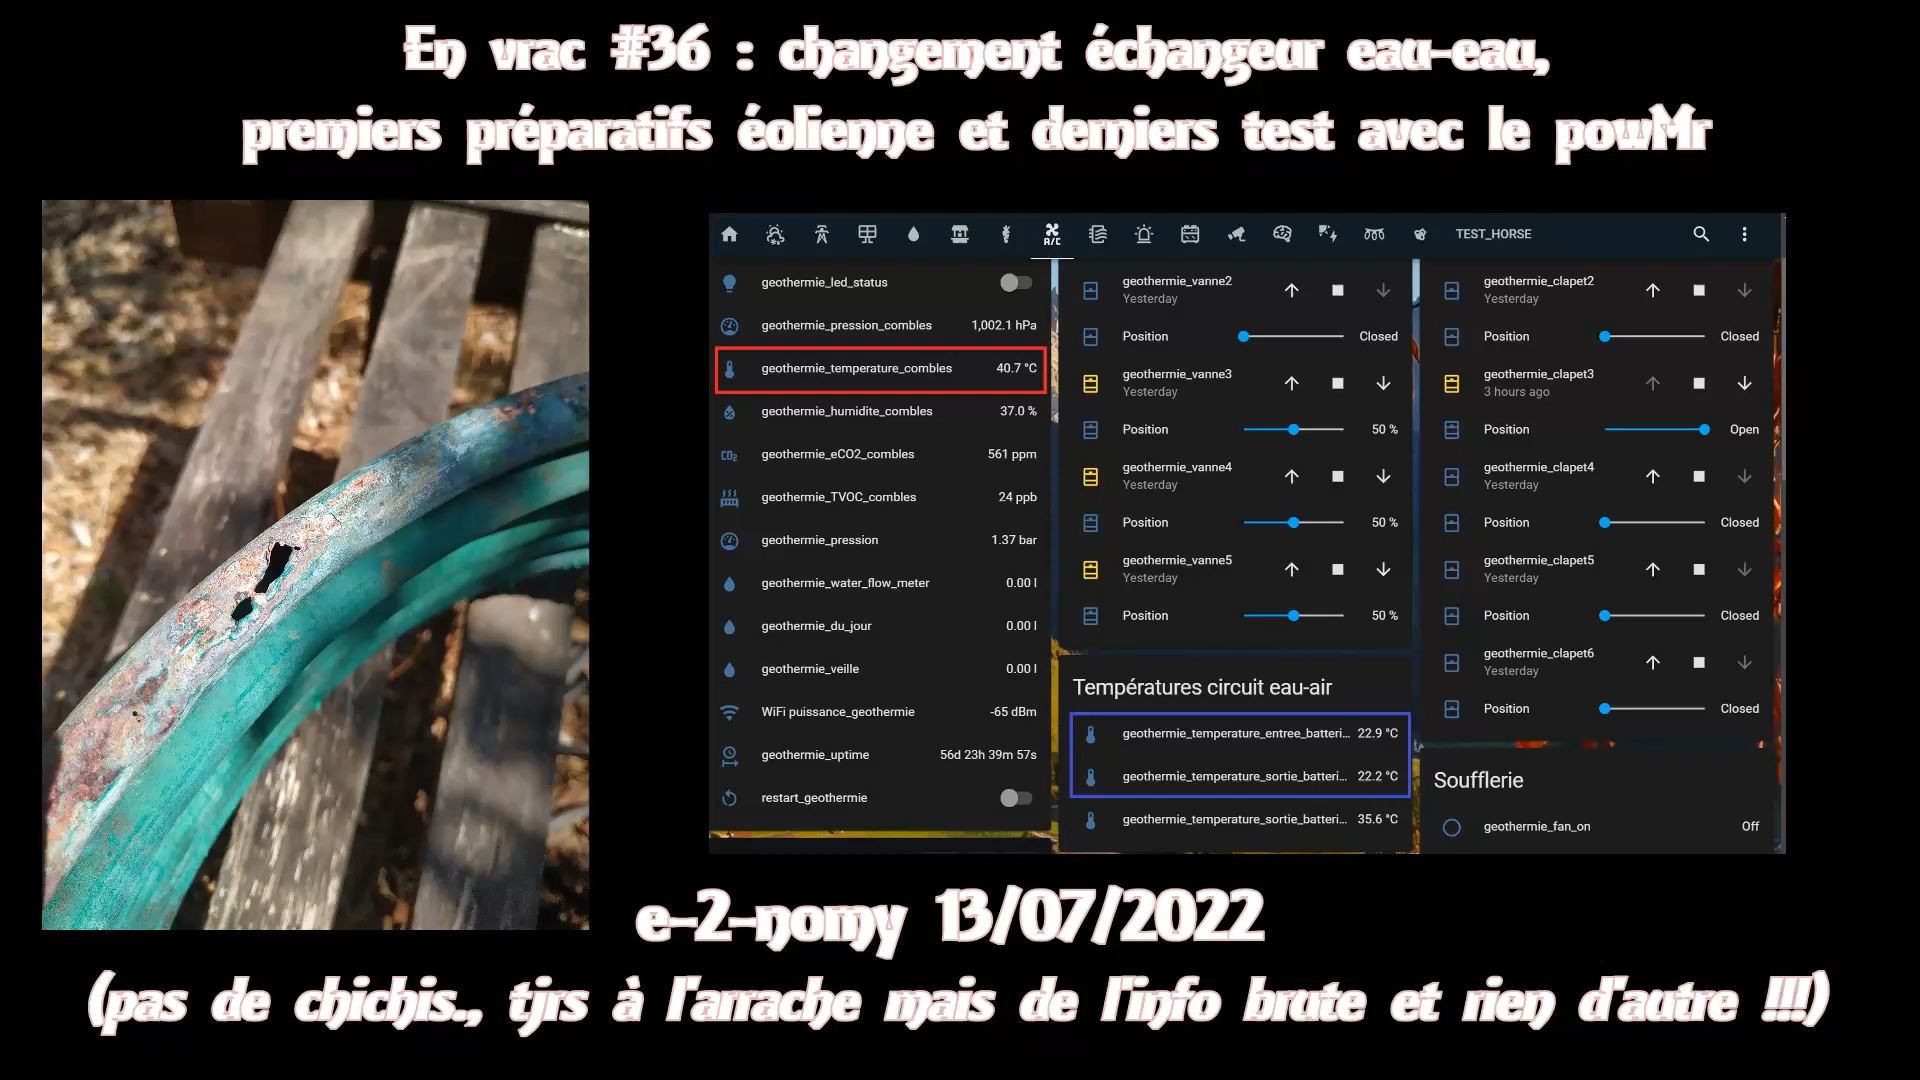 En vrac #36 : changement échangeur eau-eau,
premiers préparatifs éolienne et derniers test avec le powMr
A/C
TEST_HORSE
geothermie_led_status
geothermie_pression_combles 1,002.1 hPa
geothermie_temperature_combles 40.7 °C
geothermie_humidite_combles 37.0 %
CO₂ geothermie_eCO2_combles 561 ppm
geothermie_TVOC_combles 24 ppb
geothermie_pression 1.37 bar
geothermie_water_flow_meter 0.00 l
geothermie_du_jour 0.00 l
geothermie_veille 0.00 l
WiFi puissance_geothermie -65 dBm
geothermie_uptime 56d 23h 39m 57s
restart_geothermie
geothermie_vanne2
Yesterday
Position Closed
geothermie_vanne3
Yesterday
Position 50 %
geothermie_vanne4
Yesterday
Position 50 %
geothermie_vanne5
Yesterday
Position 50 %
Températures circuit eau-air
geothermie_temperature_entree_batteri... 22.9 °C
geothermie_temperature_sortie_batteri... 22.2 °C
geothermie_temperature_sortie_batteri... 35.6 °C
geothermie_clapet2
Yesterday
Position Closed
geothermie_clapet3
3 hours ago
Position Open
geothermie_clapet4
Yesterday
Position Closed
geothermie_clapet5
Yesterday
Position Closed
geothermie_clapet6
Yesterday
Position Closed
Soufflerie
geothermie_fan_on Off
e-2-nomy 13/07/2022
(pas de chichis., tjrs à l'arrache mais de l'info brute et rien d'autre !!!)